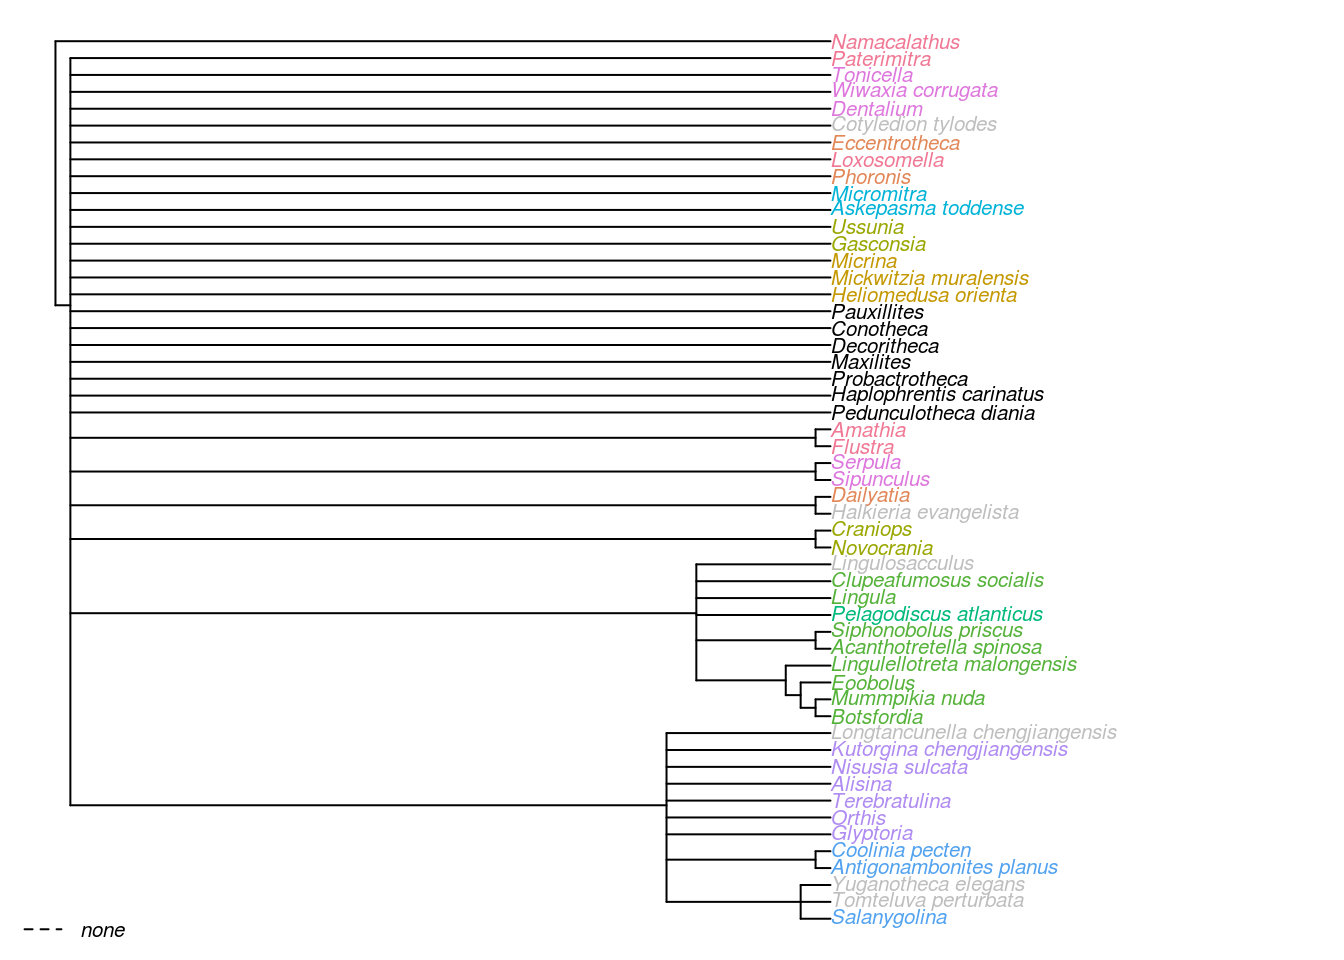 Namacalathus
Paterimitra
Tonicella
Wiwaxia corrugata
Dentalium
Cotyledion tylodes
Eccentrotheca
Loxosomella
Phoronis
Micromitra
Askepasma toddense
Ussunia
Gasconsia
Micrina
Mickwitzia muralensis
Heliomedusa orienta
Pauxillites
Conotheca
Decoritheca
Maxilites
Probactrotheca
Haplophrentis carinatus
Pedunculotheca diania
Amathia
Flustra
Serpula
Sipunculus
Dailyatia
Halkieria evangelista
Craniops
Novocrania
Lingulosacculus
Clupeafumosus socialis
Lingula
Pelagodiscus atlanticus
Siphonobolus priscus
Acanthotretella spinosa
Lingulellotreta malongensis
Eoobolus
Mummpikia nuda
Botsfordia
Longtancunella chengjiangensis
Kutorgina chengjiangensis
Nisusia sulcata
Alisina
Terebratulina
Orthis
Glyptoria
Coolinia pecten
Antigonambonites planus
Yuganotheca elegans
Tomteluva perturbata
Salanygolina
none